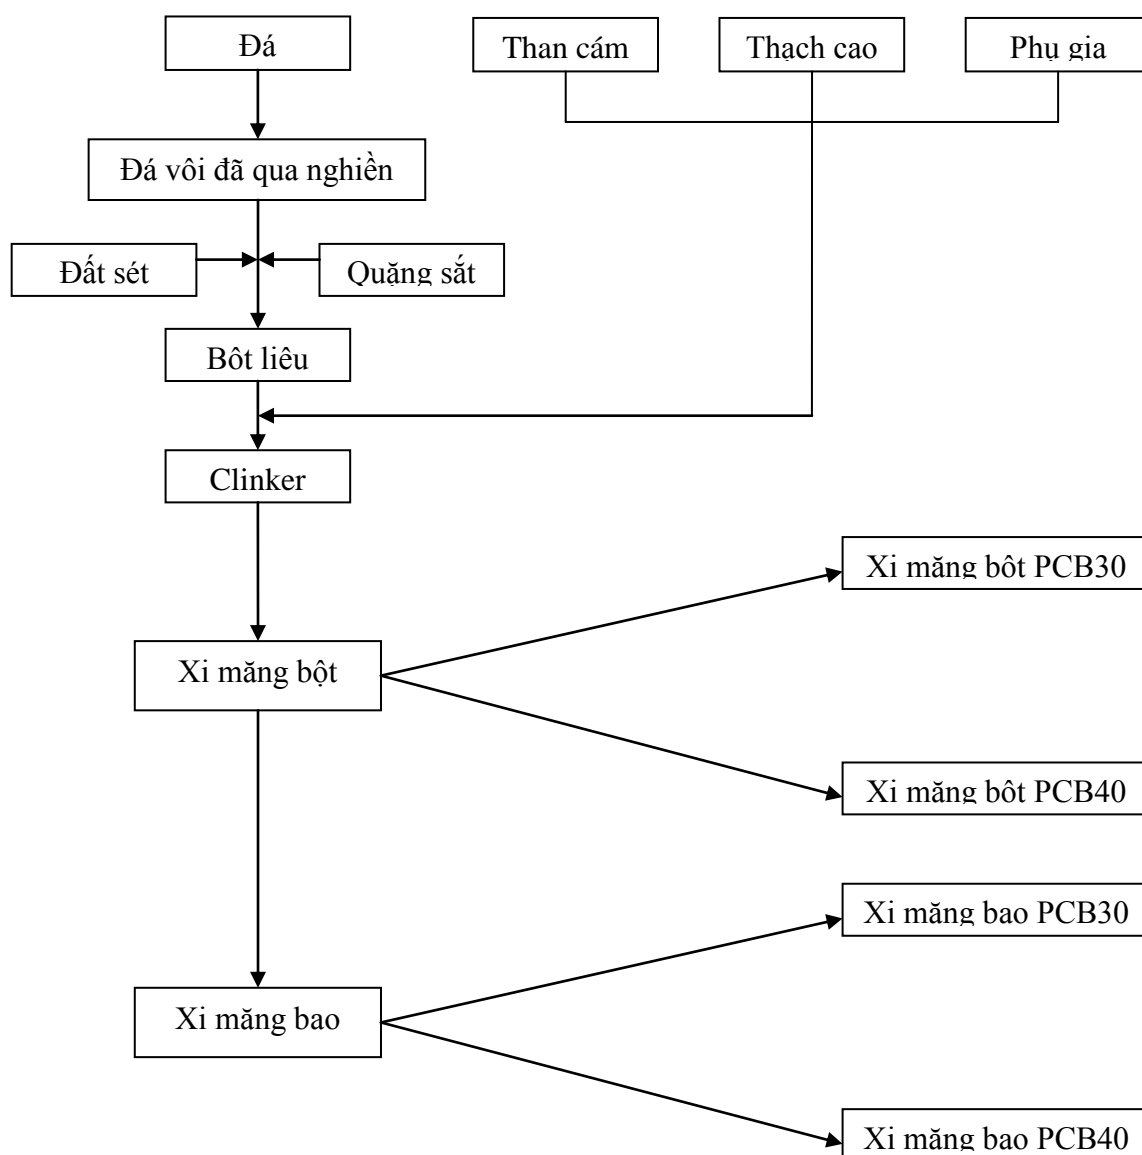 Đá
Than cám
Thạch cao
Phụ gia
Đá vôi đã qua nghiền
Đất sét
Quặng sắt
Bột liệu
Clinker
Xi măng bột PCB30
Xi măng bột
Xi măng bột PCB40
Xi măng bao PCB30
Xi măng bao
Xi măng bao PCB40